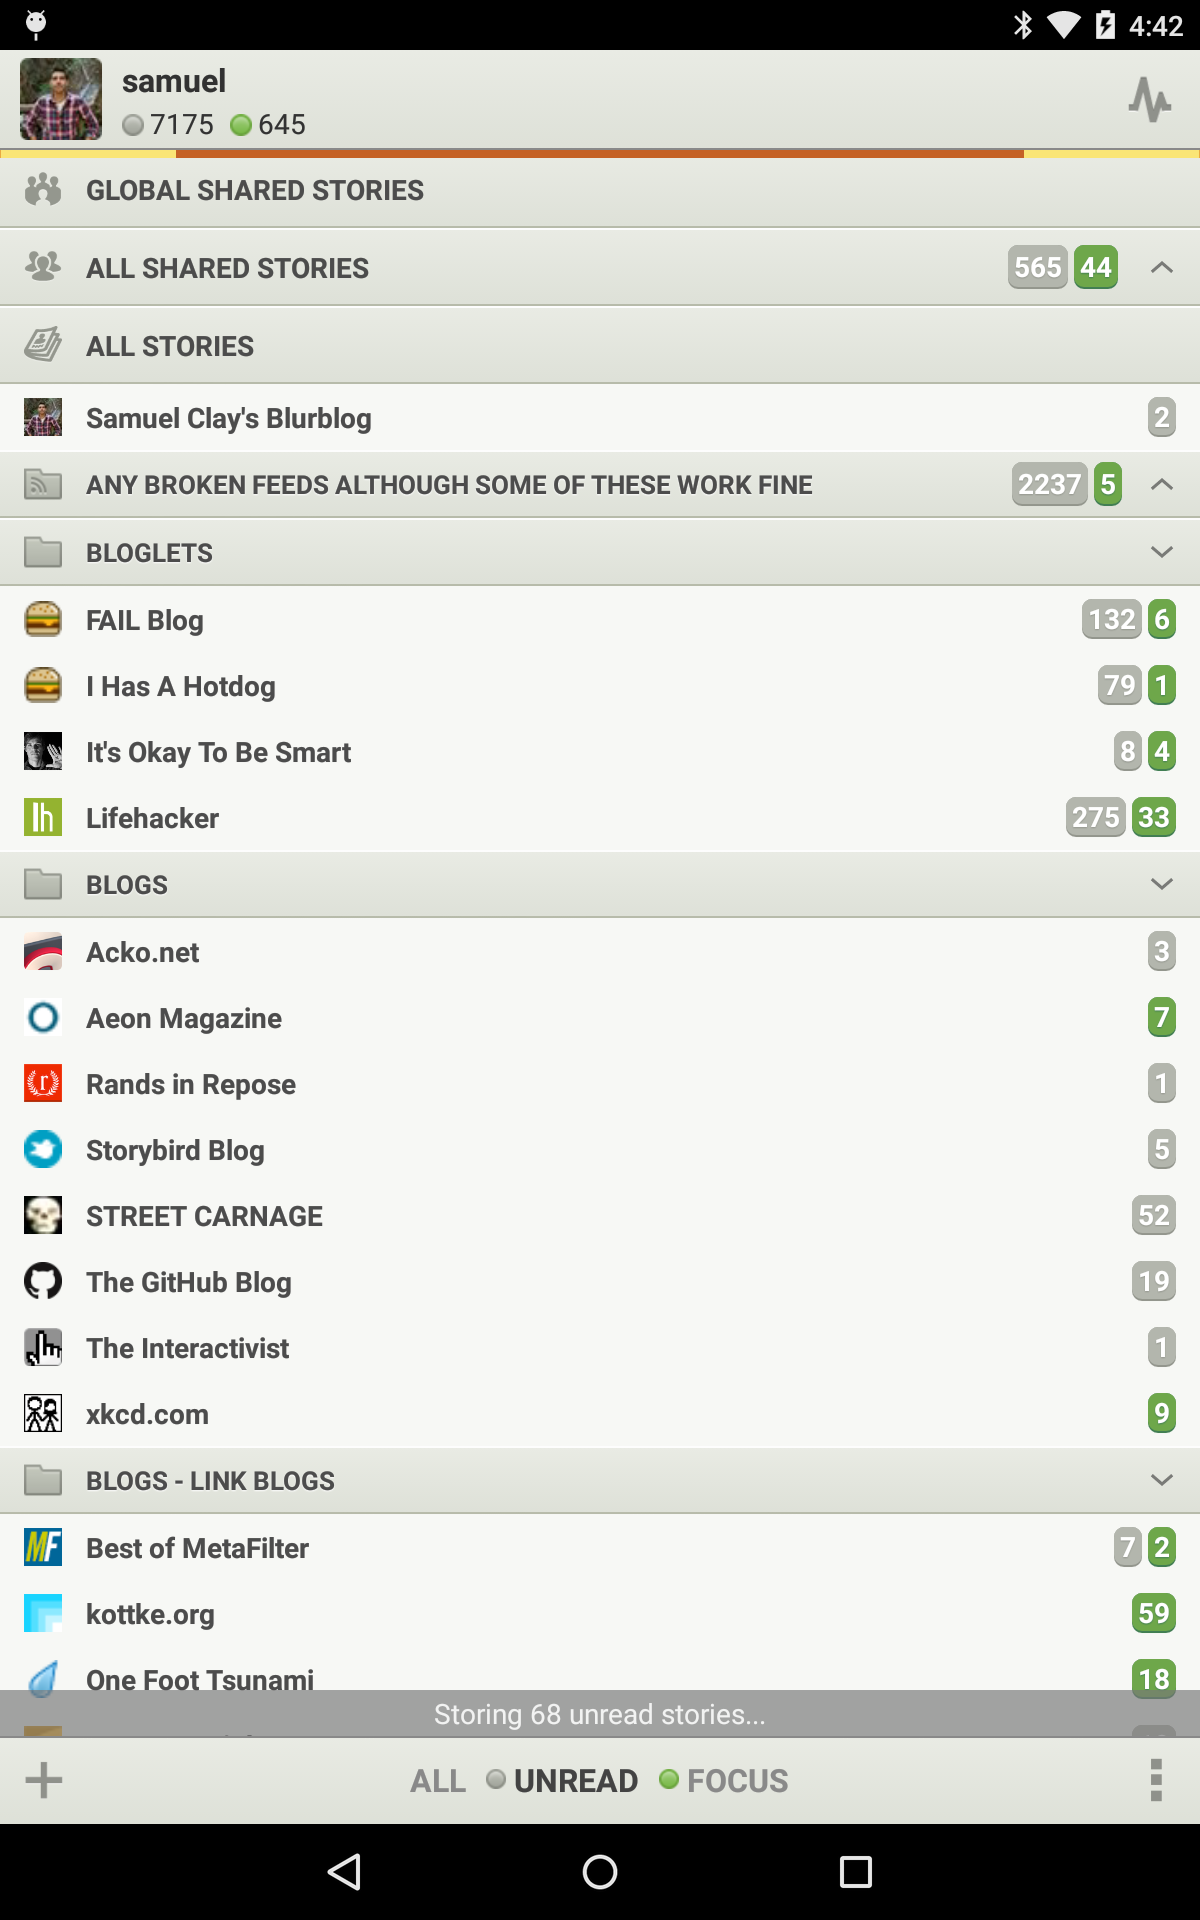 4:42
samuel
7175 645
GLOBAL SHARED STORIES
ALL SHARED STORIES 565 44
ALL STORIES
Samuel Clay's Blurblog 2
ANY BROKEN FEEDS ALTHOUGH SOME OF THESE WORK FINE 2237 5
BLOGLETS
FAIL Blog 132 6
I Has A Hotdog 79 1
It's Okay To Be Smart 8 4
lh Lifehacker 275 33
BLOGS
Acko.net 3
Aeon Magazine 7
r Rands in Repose 1
Storybird Blog 5
STREET CARNAGE 52
The GitHub Blog 19
The Interactivist 1
xkcd.com 9
BLOGS - LINK BLOGS
MF Best of MetaFilter 7 2
kottke.org 59
One Foot Tsunami 18
Storing 68 unread stories...
ALL UNREAD FOCUS